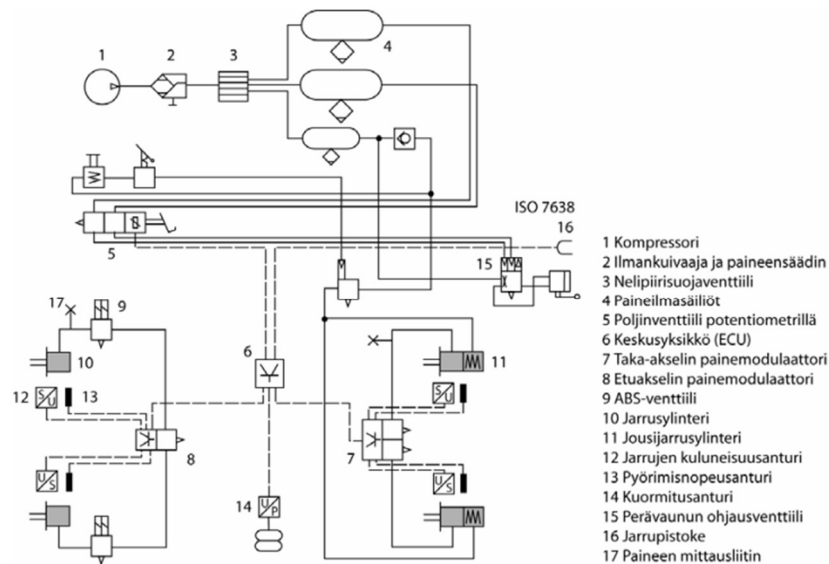 1
2
3
4
ISO 7638
16
5
15
17
9
6
10
11
12
13
8
7
14
1 Kompressori
2 Ilmankuivaaja ja paineensäädin
3 Nelipiirisuojaventtiili
4 Paineilmasäiliöt
5 Poljinventtiili potentiometrillä
6 Keskusyksikkö (ECU)
7 Taka-akselin painemodulaattori
8 Etuakselin painemodulaattori
9 ABS-venttiili
10 Jarrusylinteri
11 Jousijarrusylinteri
12 Jarrujen kuluneisuusanturi
13 Pyörimisnopeusanturi
14 Kuormitusanturi
15 Perävaunun ohjausventtiili
16 Jarrupistoke
17 Paineen mittausliitin